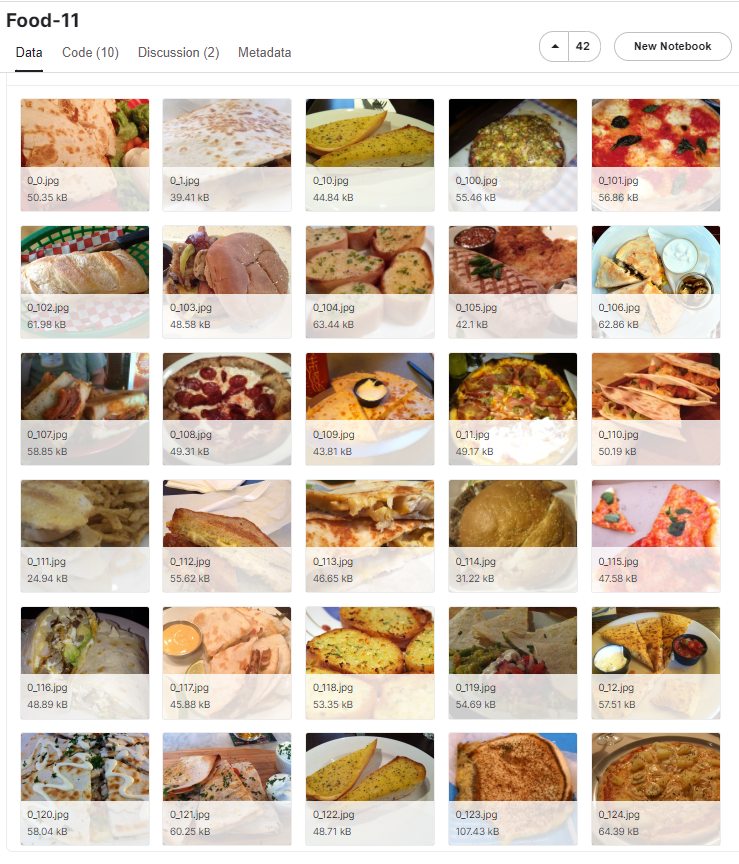 Food-11
Data Code (10) Discussion (2) Metadata
42
New Notebook
0_0.jpg 0_1.jpg 0_10.jpg 0_100.jpg 0_101.jpg
50.35 kB 39.41 kB 44.84 kB 55.46 kB 56.86 kB
0_102.jpg 0_103.jpg 0_104.jpg 0_105.jpg 0_106.jpg
61.98 kB 48.58 kB 63.44 kB 42.1 kB 62.86 kB
0_107.jpg 0_108.jpg 0_109.jpg 0_11.jpg 0_110.jpg
58.85 kB 49.31 kB 43.81 kB 49.17 kB 50.19 kB
0_111.jpg 0_112.jpg 0_113.jpg 0_114.jpg 0_115.jpg
24.94 kB 55.62 kB 46.65 kB 31.22 kB 47.58 kB
0_116.jpg 0_117.jpg 0_118.jpg 0_119.jpg 0_12.jpg
48.89 kB 45.88 kB 53.35 kB 54.69 kB 57.51 kB
0_120.jpg 0_121.jpg 0_122.jpg 0_123.jpg 0_124.jpg
58.04 kB 60.25 kB 48.71 kB 107.43 kB 64.39 kB